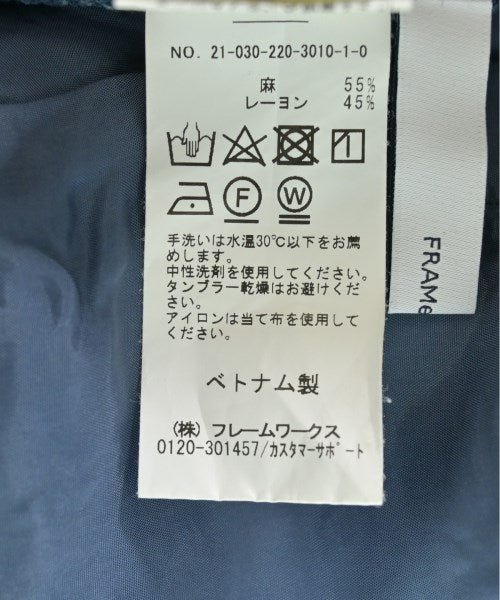 NO. 21-030-220-3010-1-0
麻 55%
レーヨン 45%
F W
手洗いは水温30℃以下をお薦
めします。
中性洗剤を使用してください。
タンブラー乾燥はお避けくださ
い。
アイロンは当て布を使用して
ください。
ベトナム製
(株) フレームワークス
0120-301457/カスタマーサポート
FRAMe